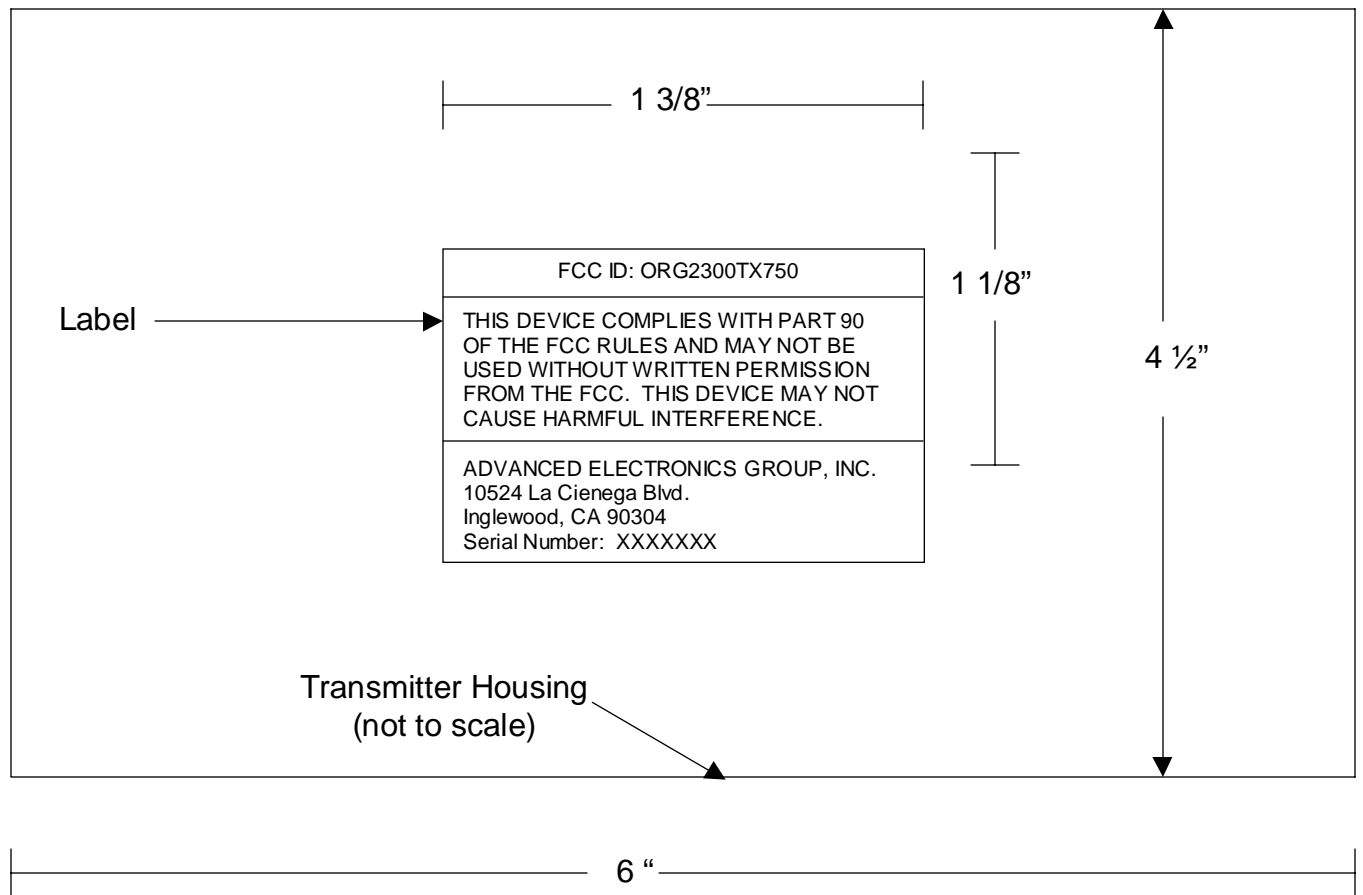 1 3/8”
FCC ID: ORG2300TX750
1 1/8”
Label
THIS DEVICE COMPLIES WITH PART 90
OF THE FCC RULES AND MAY NOT BE
USED WITHOUT WRITTEN PERMISSION
FROM THE FCC.  THIS DEVICE MAY NOT
CAUSE HARMFUL INTERFERENCE.
4 ½”
ADVANCED ELECTRONICS GROUP, INC.
10524 La Cienega Blvd.
Inglewood, CA 90304
Serial Number:  XXXXXXX
Transmitter Housing
(not to scale)
6 “